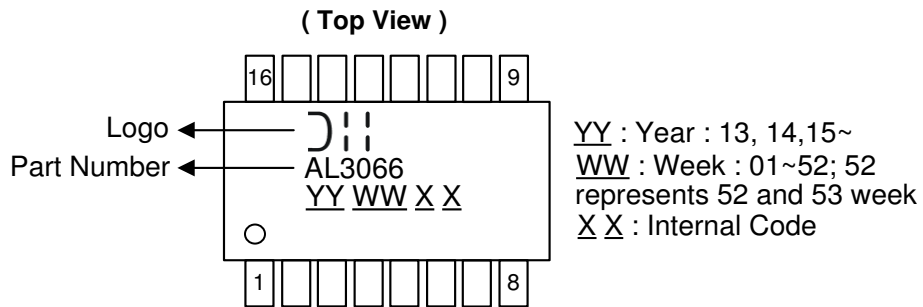 ( Top View )
16 9
Logo
Part Number
AL3066
YY WW X X
1 8
YY : Year : 13, 14,15~
WW : Week : 01~52; 52
represents 52 and 53 week
X X : Internal Code